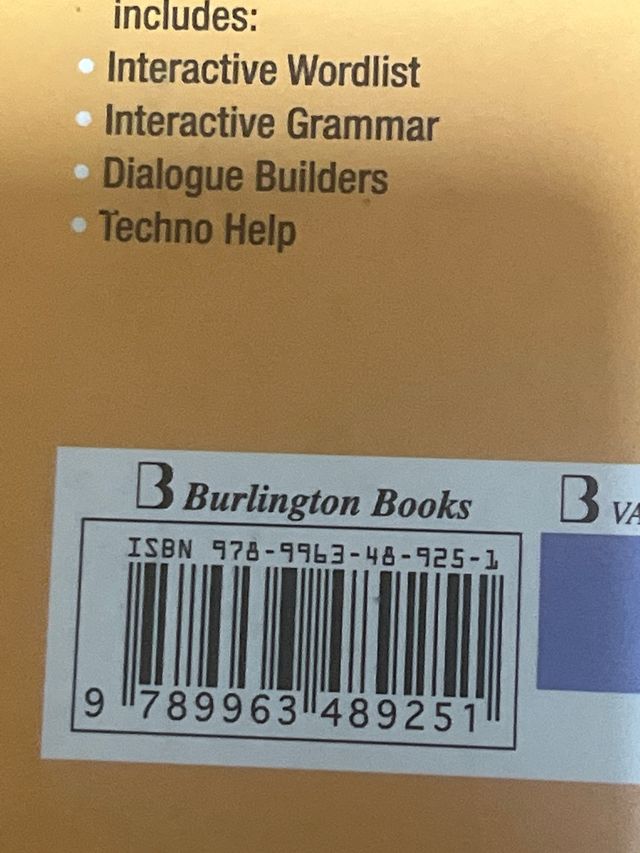 includes:
• Interactive Wordlist
• Interactive Grammar
• Dialogue Builders
• Techno Help
B Burlington Books
B VA
ISBN 978-9963-48-925-1
9 789963 489251